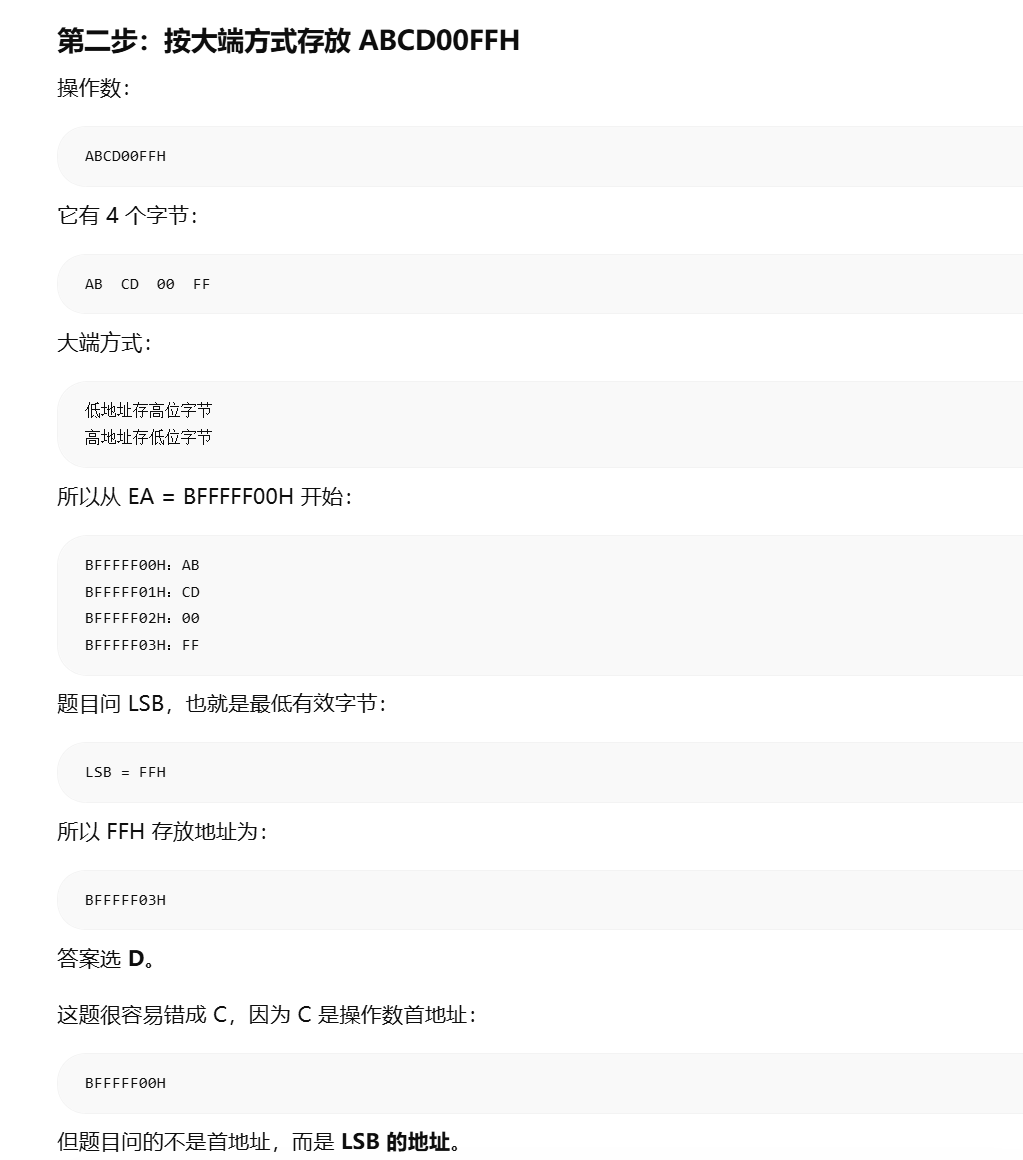 第二步：按大端方式存放 ABCD00FFH
操作数：
ABCD00FFH
它有 4 个字节：
AB CD 00 FF
大端方式：
低地址存高位字节
高地址存低位字节
所以从 EA = BFFFFF00H 开始：
BFFFFF00H：AB
BFFFFF01H：CD
BFFFFF02H：00
BFFFFF03H：FF
题目问 LSB，也就是最低有效字节：
LSB = FFH
所以 FFH 存放地址为：
BFFFFF03H
答案选 D。
这题很容易错成 C，因为 C 是操作数首地址：
BFFFFF00H
但题目问的不是首地址，而是 LSB 的地址。